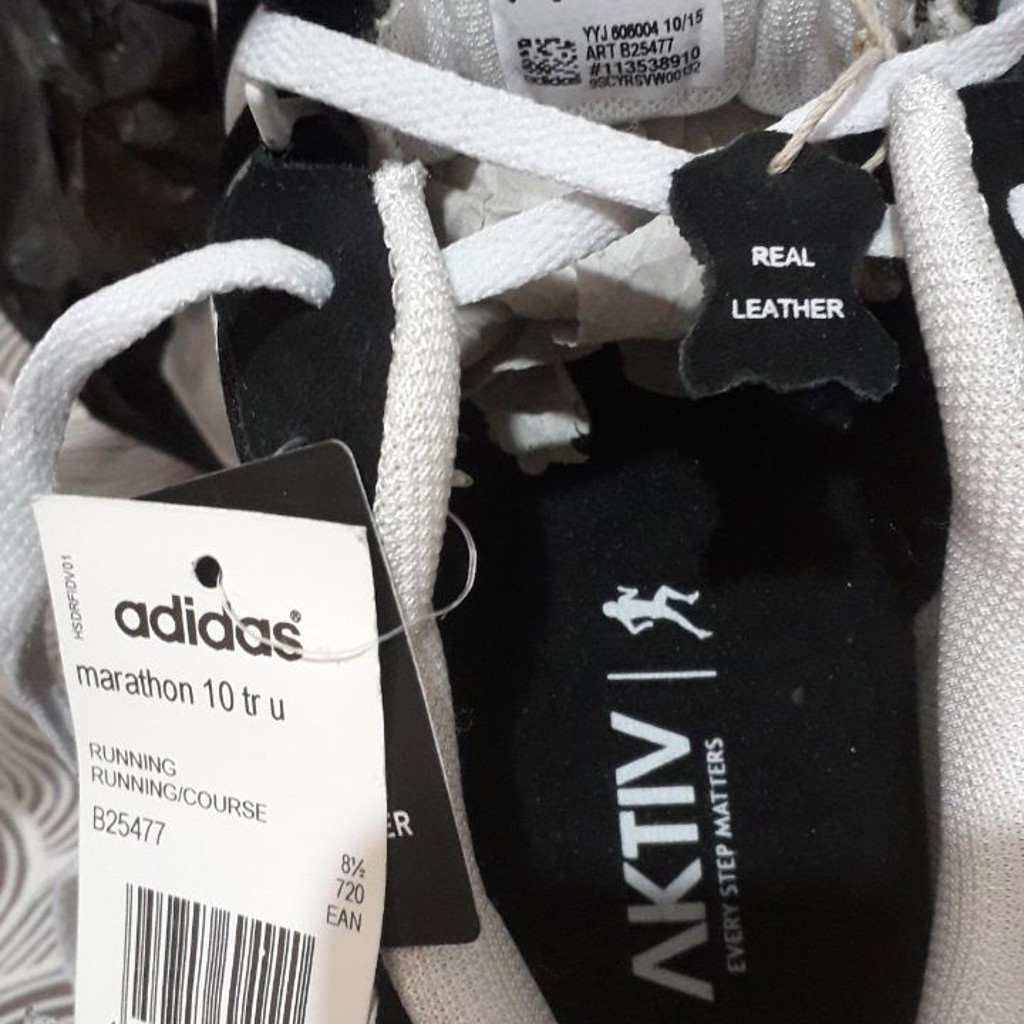 YYJ 606004 10/15
ART B25477
#113538910
adidas
REAL
LEATHER
HSDRFIDV01
adidas®
marathon 10 tr u
RUNNING
RUNNING/COURSE
B25477
8½
720
EAN
ER
AKTIV
EVERY STEP MATTERS